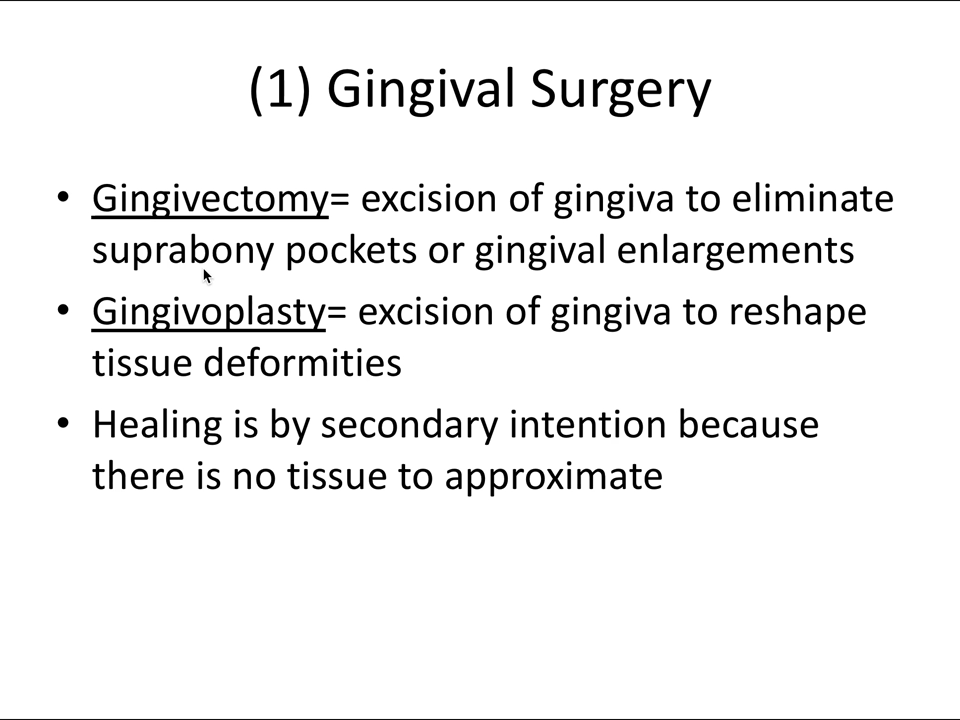 (1) Gingival Surgery
• Gingivectomy= excision of gingiva to eliminate
suprabony pockets or gingival enlargements
• Gingivoplasty= excision of gingiva to reshape
tissue deformities
• Healing is by secondary intention because
there is no tissue to approximate